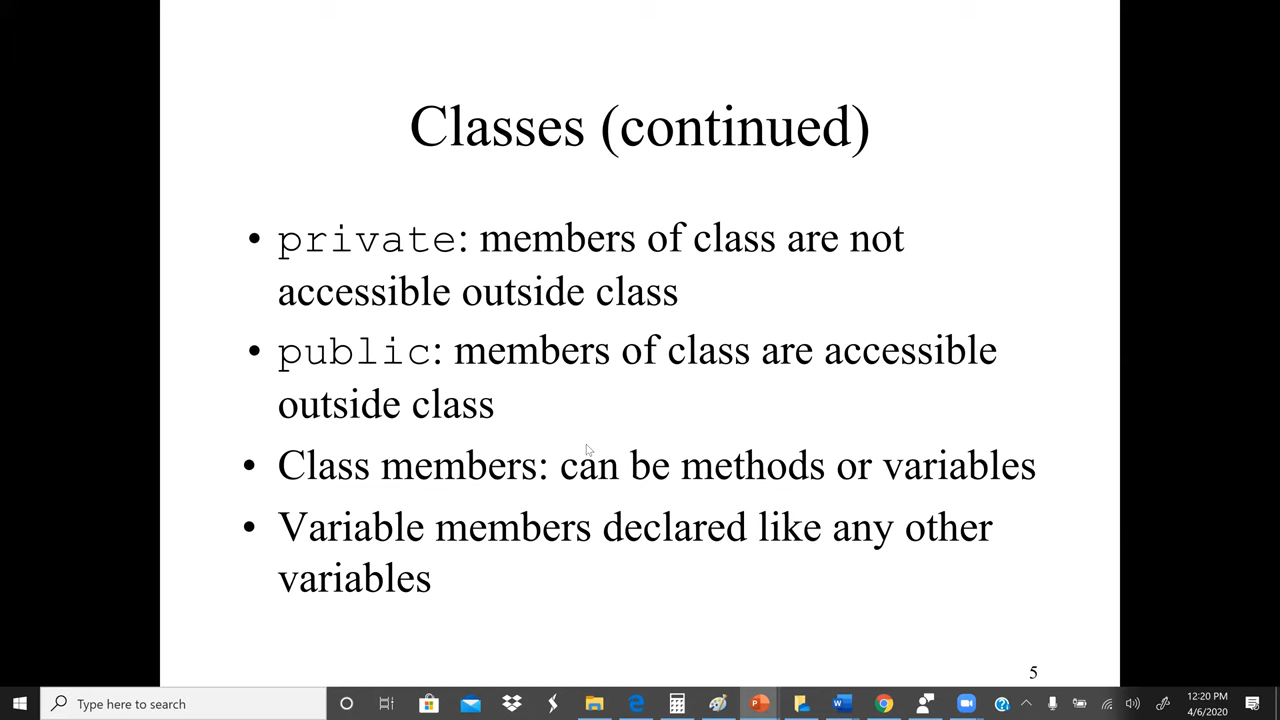 Classes (continued)
• private: members of class are not
accessible outside class
• public: members of class are accessible
outside class
• Class members: can be methods or variables
• Variable members declared like any other
variables
5
Type here to search
12:20 PM
4/6/2020